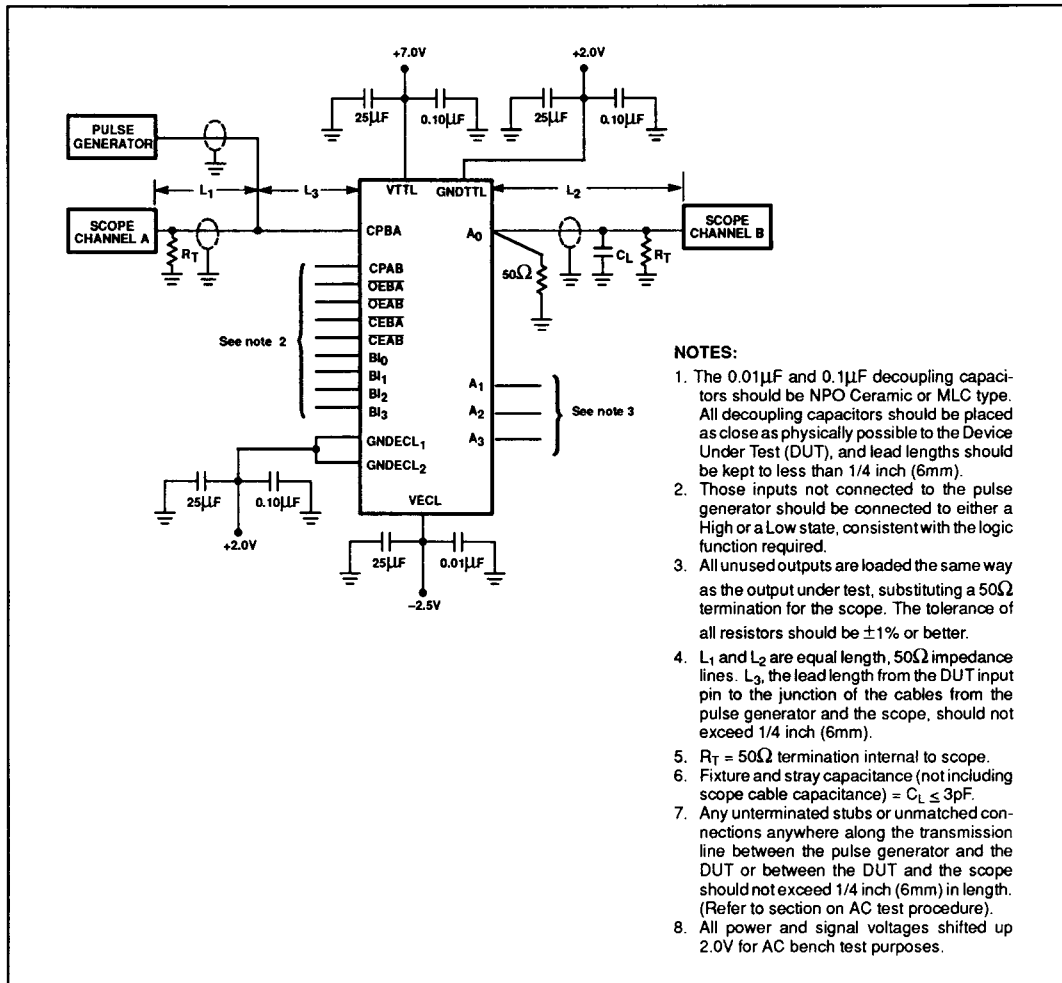 +7.0V
+2.0V
25µF
0.10µF
25µF
0.10µF
PULSE
GENERATOR
L1
L3
VTTL
GNDTTL
L2
SCOPE
CHANNEL A
RT
CPBA
A0
CL
RT
SCOPE
CHANNEL B
50Ω
CPAB
OEBA
OEAB
CEBA
CEAB
BI0
BI1
BI2
BI3
See note 2
A1
A2
A3
See note 3
GNDECL1
GNDECL2
VECL
25µF
0.10µF
+2.0V
25µF
0.01µF
–2.5V
NOTES:
1. The 0.01µF and 0.1µF decoupling capaci-
tors should be NPO Ceramic or MLC type.
All decoupling capacitors should be placed
as close as physically possible to the Device
Under Test (DUT), and lead lengths should
be kept to less than 1/4 inch (6mm).
2. Those inputs not connected to the pulse
generator should be connected to either a
High or a Low state, consistent with the logic
function required.
3. All unused outputs are loaded the same way
as the output under test, substituting a 50Ω
termination for the scope. The tolerance of
all resistors should be ±1% or better.
4. L1 and L2 are equal length, 50Ω impedance
lines. L3, the lead length from the DUT input
pin to the junction of the cables from the
pulse generator and the scope, should not
exceed 1/4 inch (6mm).
5. RT = 50Ω termination internal to scope.
6. Fixture and stray capacitance (not including
scope cable capacitance) = CL ≤ 3pF.
7. Any unterminated stubs or unmatched con-
nections anywhere along the transmission
line between the pulse generator and the
DUT or between the DUT and the scope
should not exceed 1/4 inch (6mm) in length.
(Refer to section on AC test procedure).
8. All power and signal voltages shifted up
2.0V for AC bench test purposes.